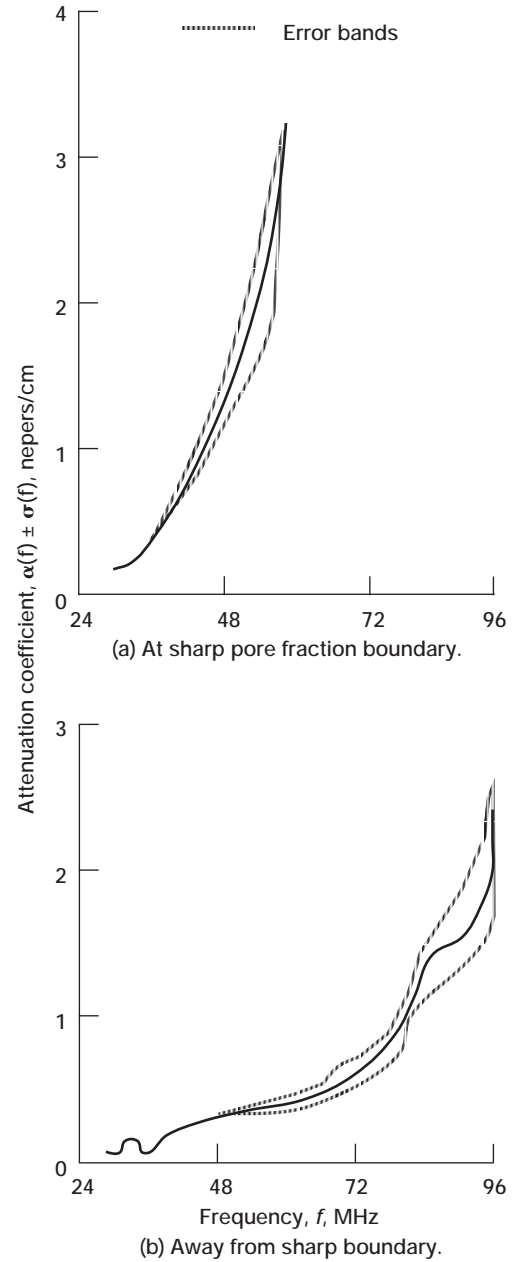 4
Error bands
3
2
1
0
24 48 72 96
(a) At sharp pore fraction boundary.
Attenuation coefficient, α(f) ± σ(f), nepers/cm
3
2
1
0
24 48 72 96
Frequency, f, MHz
(b) Away from sharp boundary.